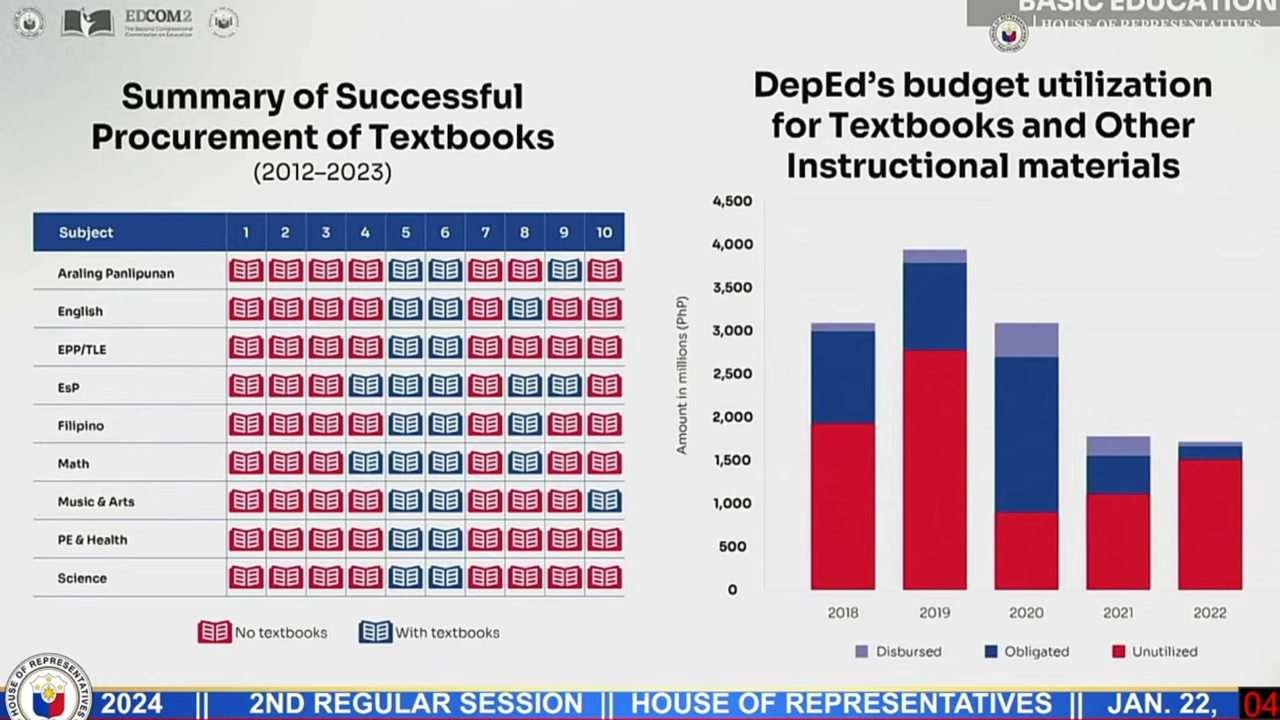 EDCOM2
The Second Congressional
Commission on Education
BASIC EDUCATION
HOUSE OF REPRESENTATIVES
Summary of Successful
Procurement of Textbooks
(2012–2023)
Subject 1 2 3 4 5 6 7 8 9 10
Araling Panlipunan
English
EPP/TLE
EsP
Filipino
Math
Music & Arts
PE & Health
Science
No textbooks With textbooks
DepEd's budget utilization
for Textbooks and Other
Instructional materials
Amount in millions (PhP)
4,500
4,000
3,500
3,000
2,500
2,000
1,500
1,000
500
0
2018 2019 2020 2021 2022
Disbursed Obligated Unutilized
HOUSE OF REPRESENTATIVES
2024 || 2ND REGULAR SESSION || HOUSE OF REPRESENTATIVES || JAN. 22, 04